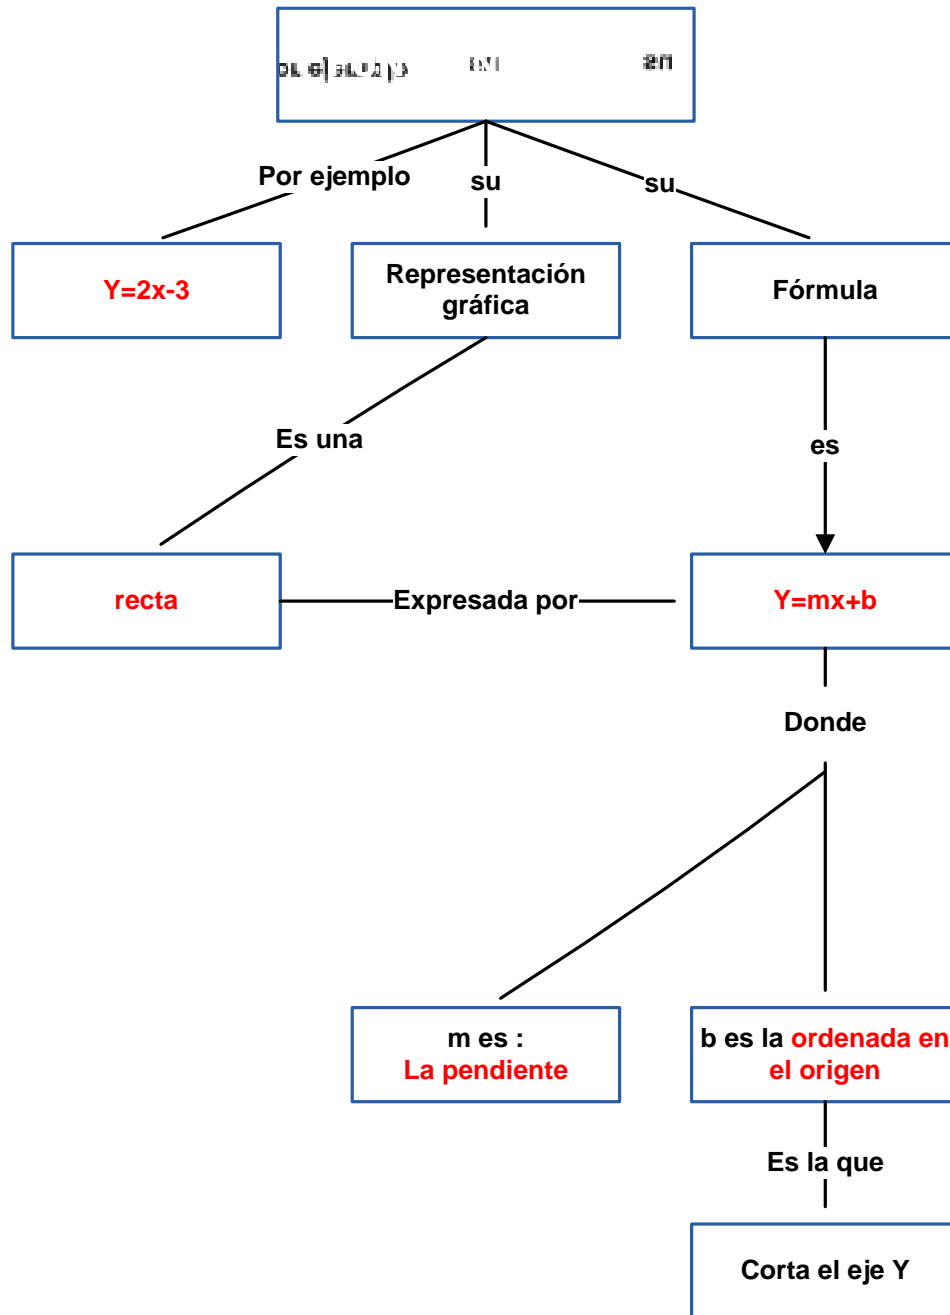 Por ejemplo
su
su
Y=2x-3
Representación
gráfica
Fórmula
Es una
es
recta
Expresada por
Y=mx+b
Donde
m es :
La pendiente
b es la ordenada en
el origen
Es la que
Corta el eje Y